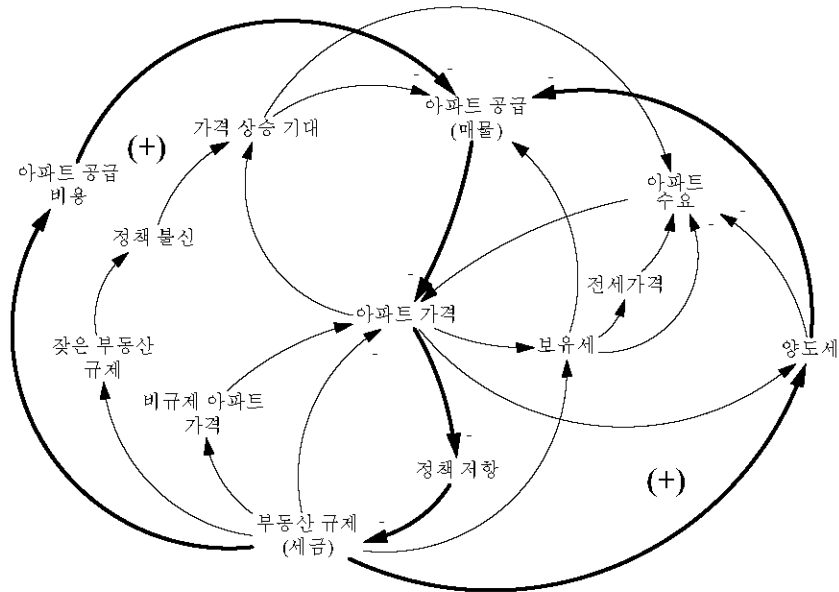 아파트 공급
(매물)
가격 상승 기대
(+)
아파트 공급
비용
아파트
수요
정책 불신
전세가격
아파트 가격
보유세
양도세
잦은 부동산
규제
비규제 아파트
가격
정책 저항
(+)
부동산 규제
(세금)
-
-
-
-
-
-
-
-
-